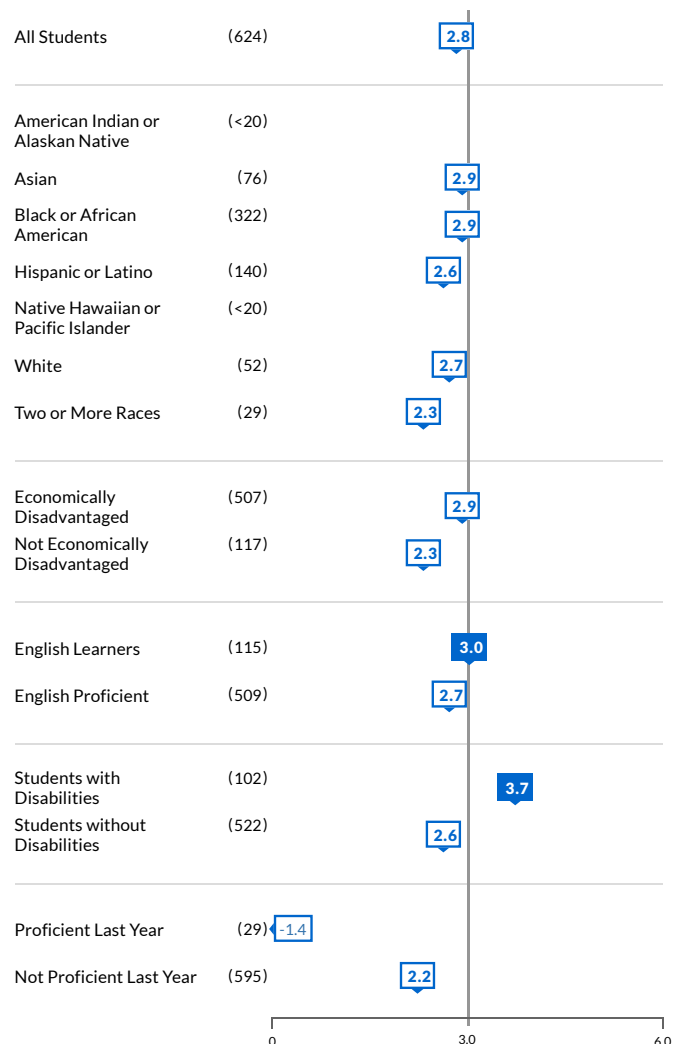 All Students (624) 2.8
American Indian or (<20)
Alaskan Native
Asian (76) 2.9
Black or African (322) 2.9
American
Hispanic or Latino (140) 2.6
Native Hawaiian or (<20)
Pacific Islander
White (52) 2.7
Two or More Races (29) 2.3
Economically (507) 2.9
Disadvantaged
Not Economically (117) 2.3
Disadvantaged
English Learners (115) 3.0
English Proficient (509) 2.7
Students with (102) 3.7
Disabilities
Students without (522) 2.6
Disabilities
Proficient Last Year (29) -1.4
Not Proficient Last Year (595) 2.2
0 3.0 6.0